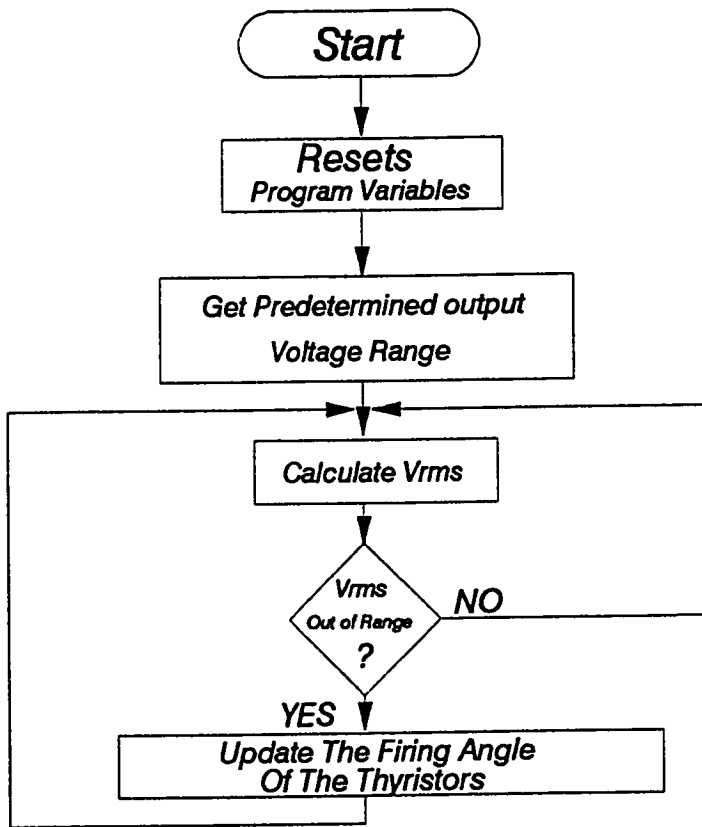 Start
Resets
Program Variables
Get Predetermined output
Voltage Range
Calculate Vrms
Vrms
Out of Range
?
NO
YES
Update The Firing Angle
Of The Thyristors